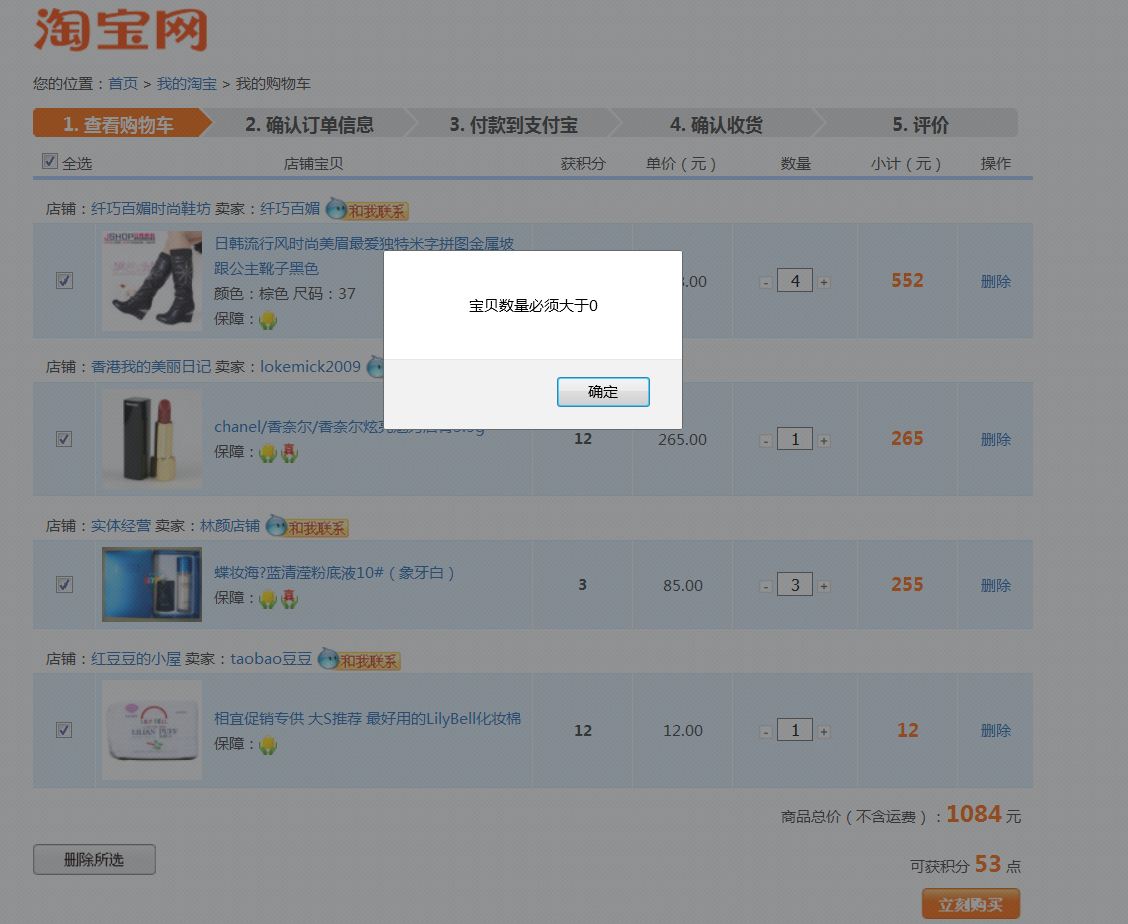 淘宝网
您的位置：首页 > 我的淘宝 > 我的购物车
1. 查看购物车 2. 确认订单信息 3. 付款到支付宝 4. 确认收货 5. 评价
全选 店铺宝贝 获积分 单价（元） 数量 小计（元） 操作
店铺：纤巧百媚时尚鞋坊 卖家：纤巧百媚 和我联系
日韩流行风时尚美眉最爱独特米字拼图金属坡
跟公主靴子黑色
颜色：棕色 尺码：37
保障：
.00 - 4 + 552 删除
宝贝数量必须大于0
确定
店铺：香港我的美丽日记 卖家：lokemick2009
chanel/香奈尔/香奈尔炫
保障： 真
12 265.00 - 1 + 265 删除
店铺：实体经营 卖家：林颜店铺 和我联系
蝶妆海?蓝清滢粉底液10#（象牙白）
保障： 真
3 85.00 - 3 + 255 删除
店铺：红豆豆的小屋 卖家：taobao豆豆 和我联系
相宜促销专供 大S推荐 最好用的LilyBell化妆棉
保障：
12 12.00 - 1 + 12 删除
商品总价（不含运费）：1084 元
删除所选
可获积分 53 点
立刻购买